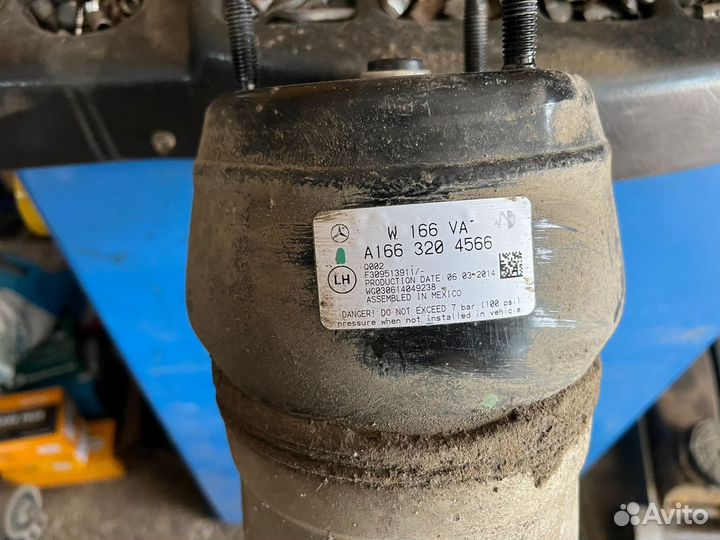 W 166 VA
A166 320 4566
LH
Q002
F309513911/-
PRODUCTION DATE 06.03.2014
WG030614049238
ASSEMBLED IN MEXICO
DANGER! DO NOT EXCEED 7 bar (100 psi)
pressure when not installed in vehicle
Avito